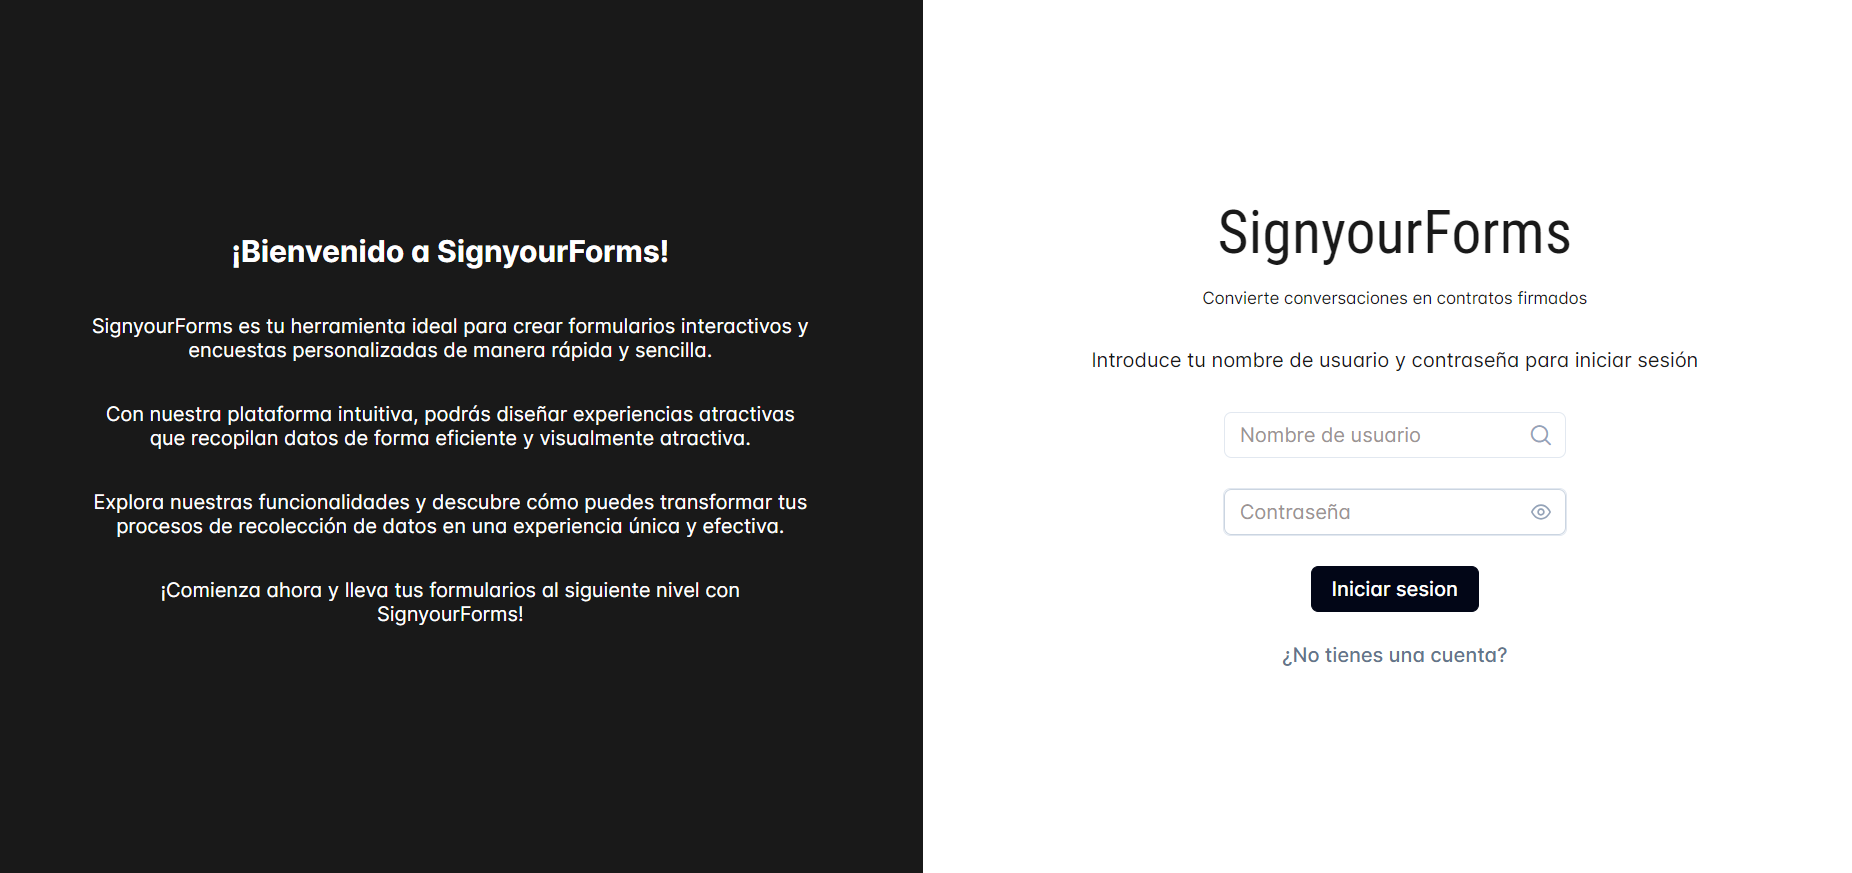 ¡Bienvenido a SignyourForms!
SignyourForms es tu herramienta ideal para crear formularios interactivos y
encuestas personalizadas de manera rápida y sencilla.
Con nuestra plataforma intuitiva, podrás diseñar experiencias atractivas
que recopilan datos de forma eficiente y visualmente atractiva.
Explora nuestras funcionalidades y descubre cómo puedes transformar tus
procesos de recolección de datos en una experiencia única y efectiva.
¡Comienza ahora y lleva tus formularios al siguiente nivel con
SignyourForms!
SignyourForms
Convierte conversaciones en contratos firmados
Introduce tu nombre de usuario y contraseña para iniciar sesión
Nombre de usuario
Contraseña
Iniciar sesion
¿No tienes una cuenta?